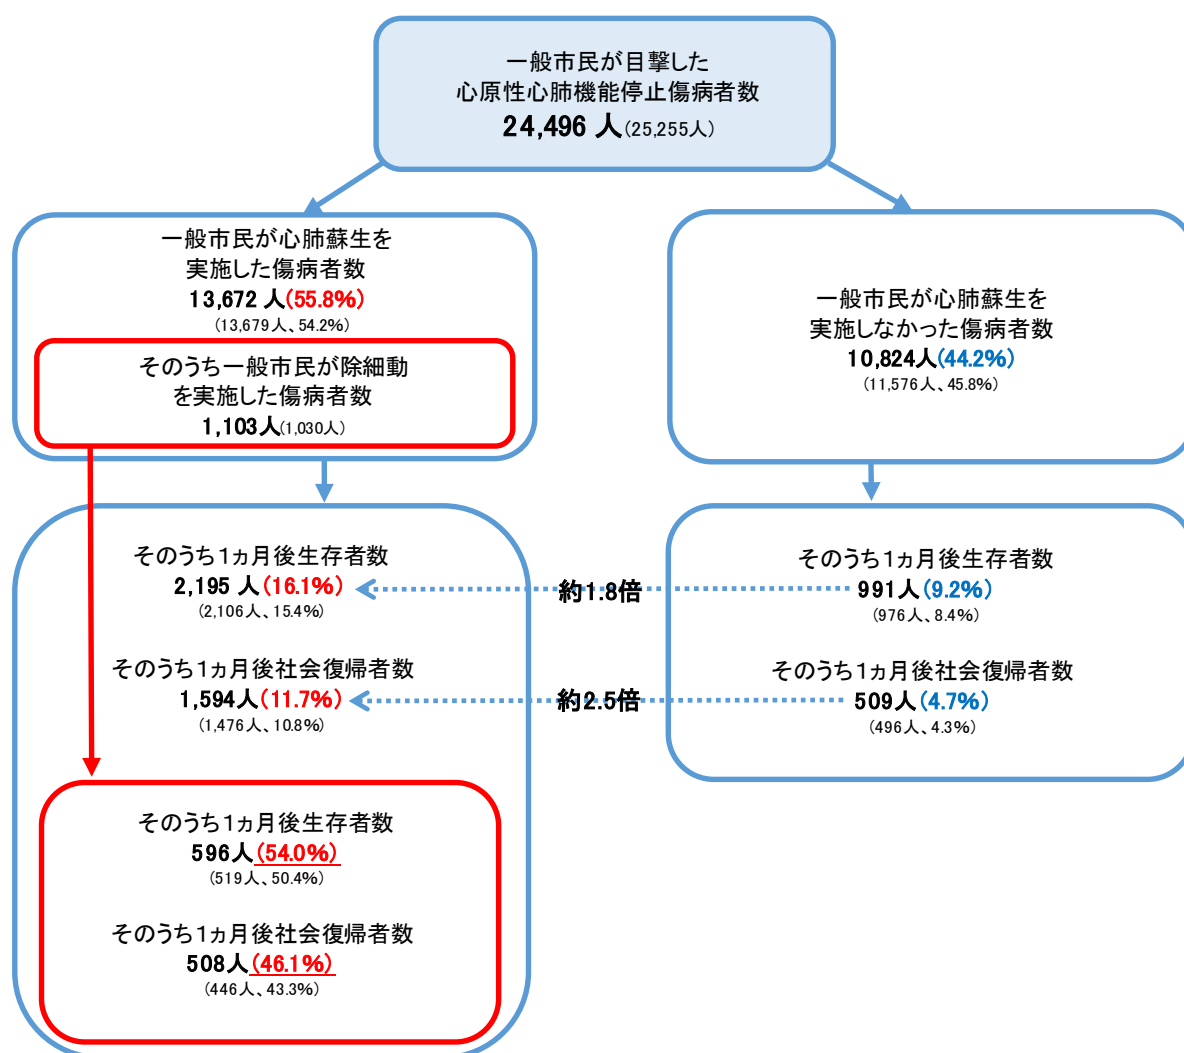 一般市民が目撃した
心原性心肺機能停止傷病者数
24,496 人(25,255人)
一般市民が心肺蘇生を
実施した傷病者数
13,672 人(55.8%)
(13,679人、54.2%)
そのうち一般市民が除細動
を実施した傷病者数
1,103人(1,030人)
一般市民が心肺蘇生を
実施しなかった傷病者数
10,824人(44.2%)
(11,576人、45.8%)
そのうち1ヵ月後生存者数
2,195 人(16.1%)
(2,106人、15.4%)
約1.8倍
そのうち1ヵ月後生存者数
991人(9.2%)
(976人、8.4%)
そのうち1ヵ月後社会復帰者数
1,594人(11.7%)
(1,476人、10.8%)
約2.5倍
そのうち1ヵ月後社会復帰者数
509人(4.7%)
(496人、4.3%)
そのうち1ヵ月後生存者数
596人(54.0%)
(519人、50.4%)
そのうち1ヵ月後社会復帰者数
508人(46.1%)
(446人、43.3%)